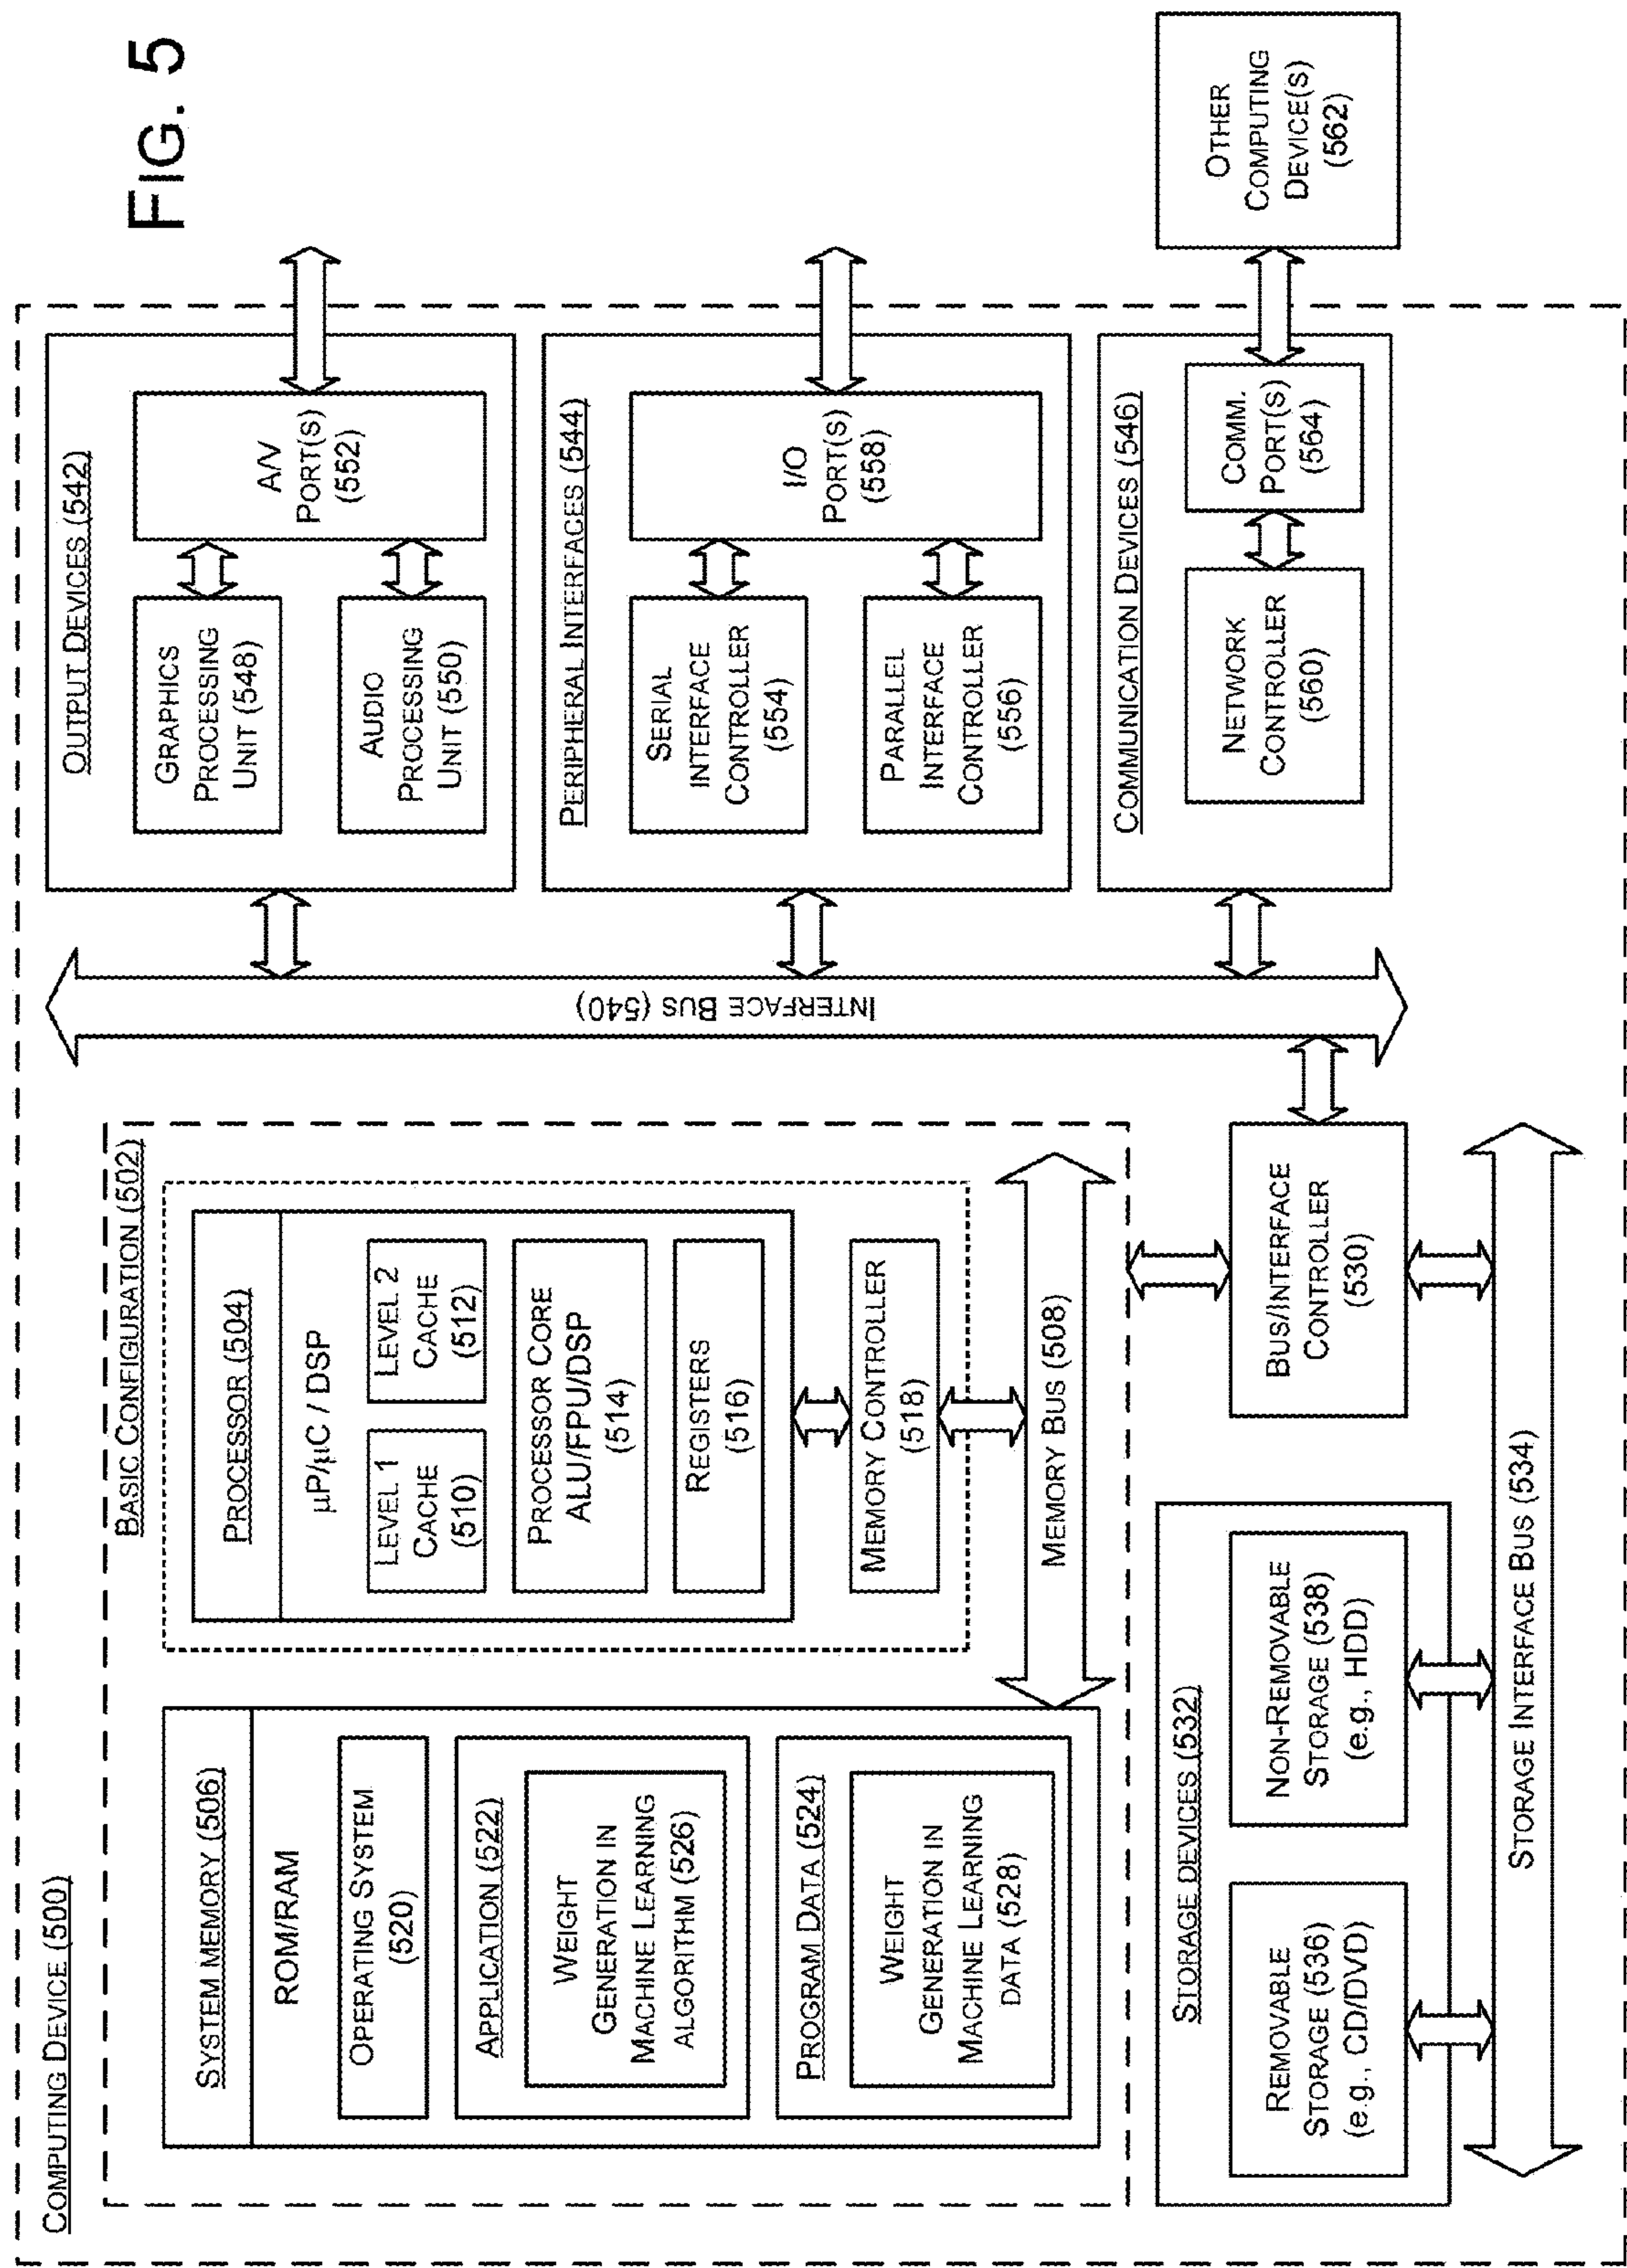 FIG. 5
COMPUTING DEVICE (500)
BASIC CONFIGURATION (502)
SYSTEM MEMORY (506)
ROM/RAM
OPERATING SYSTEM
(520)
APPLICATION (522)
WEIGHT
GENERATION IN
MACHINE LEARNING
ALGORITHM (526)
PROGRAM DATA (524)
WEIGHT
GENERATION IN
MACHINE LEARNING
DATA (528)
PROCESSOR (504)
µP/µC / DSP
LEVEL 1
CACHE
(510)
LEVEL 2
CACHE
(512)
PROCESSOR CORE
ALU/FPU/DSP
(514)
REGISTERS
(516)
MEMORY CONTROLLER
(518)
MEMORY BUS (508)
BUS/INTERFACE
CONTROLLER
(530)
STORAGE DEVICES (532)
REMOVABLE
STORAGE (536)
(e.g., CD/DVD)
NON-REMOVABLE
STORAGE (538)
(e.g., HDD)
STORAGE INTERFACE BUS (534)
INTERFACE BUS (540)
OUTPUT DEVICES (542)
GRAPHICS
PROCESSING
UNIT (548)
AUDIO
PROCESSING
UNIT (550)
A/V
PORT(S)
(552)
PERIPHERAL INTERFACES (544)
SERIAL
INTERFACE
CONTROLLER
(554)
PARALLEL
INTERFACE
CONTROLLER
(556)
I/O
PORT(S)
(558)
COMMUNICATION DEVICES (546)
NETWORK
CONTROLLER
(560)
COMM.
PORT(S)
(564)
OTHER
COMPUTING
DEVICE(S)
(562)